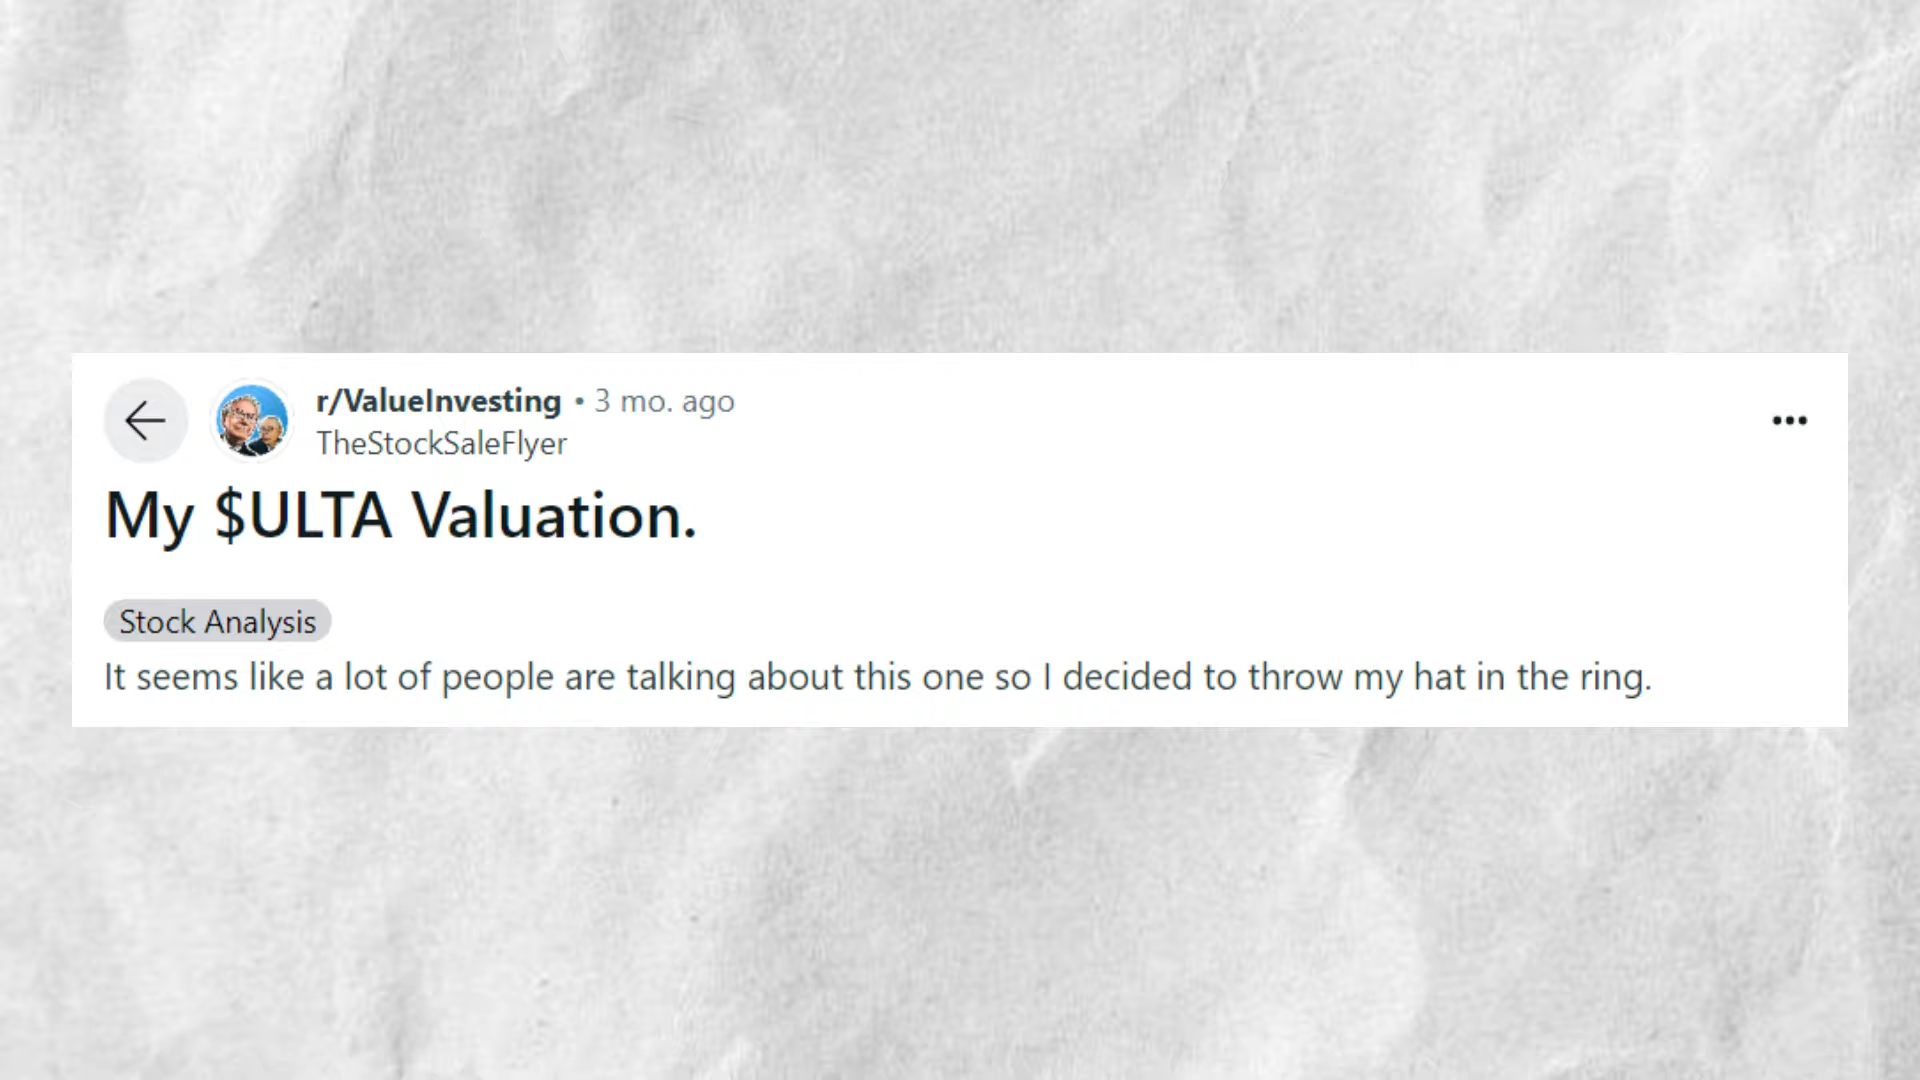 r/ValueInvesting • 3 mo. ago
TheStockSaleFlyer
My $ULTA Valuation.
Stock Analysis
It seems like a lot of people are talking about this one so I decided to throw my hat in the ring.